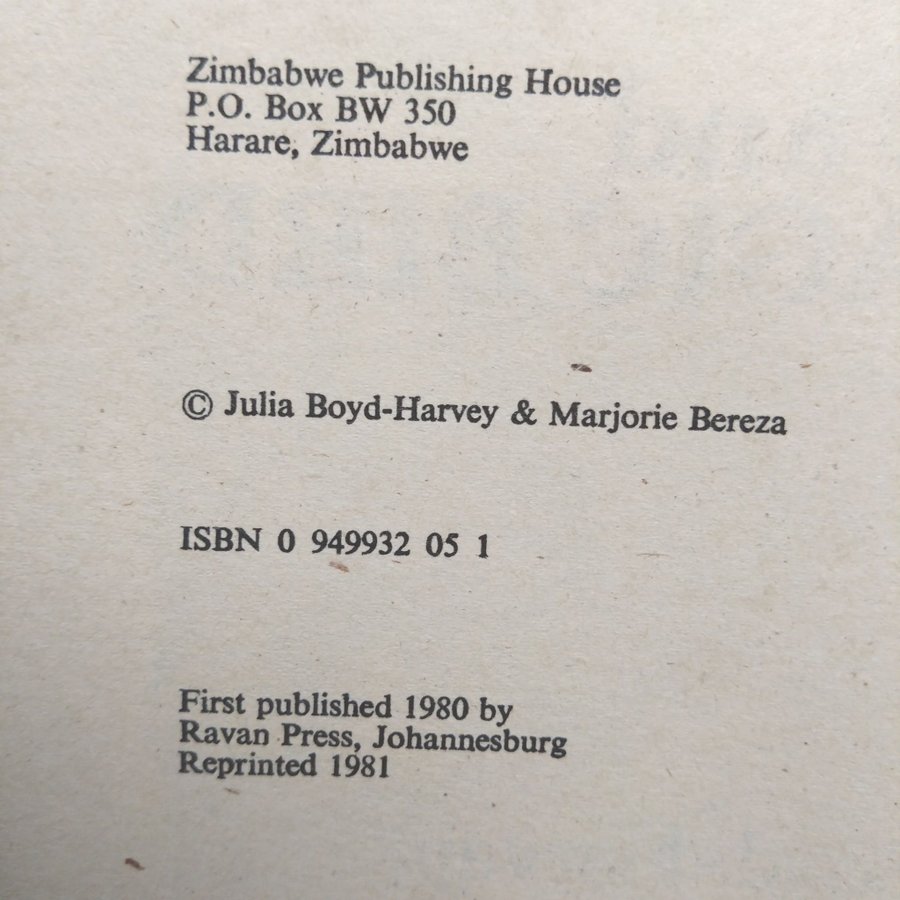 Zimbabwe Publishing House
P.O. Box BW 350
Harare, Zimbabwe
© Julia Boyd-Harvey & Marjorie Bereza
ISBN 0 949932 05 1
First published 1980 by
Ravan Press, Johannesburg
Reprinted 1981